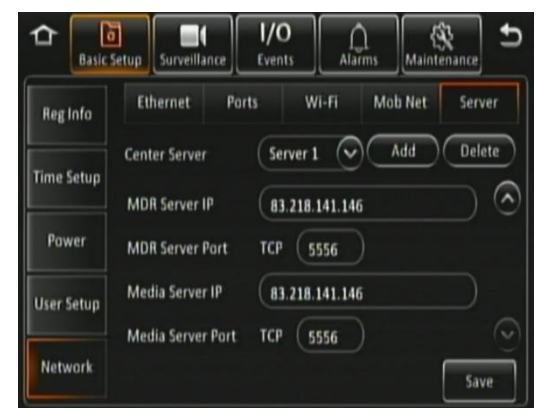 Basic Setup Surveillance I/O Events Alarms Maintenance
Reg Info Ethernet Ports Wi-Fi Mob Net Server
Center Server Server 1 Add Delete
Time Setup
MDR Server IP 83.218.141.146
Power MDR Server Port TCP 5556
Media Server IP 83.218.141.146
User Setup
Media Server Port TCP 5556
Network
Save